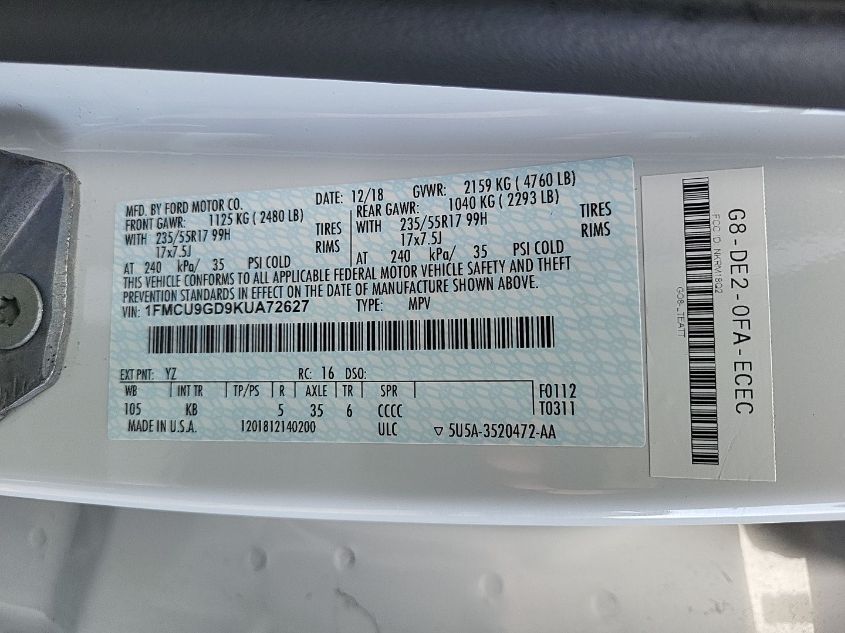 MFD. BY FORD MOTOR CO. DATE: 12/18 GVWR: 2159 KG ( 4760 LB)
FRONT GAWR: 1125 KG ( 2480 LB) REAR GAWR: 1040 KG ( 2293 LB)
WITH 235/55R17 99H TIRES WITH 235/55R17 99H TIRES
17x7.5J RIMS 17x7.5J RIMS
AT 240 kPa/ 35 PSI COLD AT 240 kPa/ 35 PSI COLD
THIS VEHICLE CONFORMS TO ALL APPLICABLE FEDERAL MOTOR VEHICLE SAFETY AND THEFT
PREVENTION STANDARDS IN EFFECT ON THE DATE OF MANUFACTURE SHOWN ABOVE.
VIN: 1FMCU9GD9KUA72627 TYPE: MPV
EXT PNT: YZ RC: 16 DSO:
WB INT TR TP/PS R AXLE TR SPR F0112
105 KB 5 35 6 CCCC T0311
MADE IN U.S.A. 1201812140200 ULC ▽ 5U5A-3520472-AA
G8-DE2-0FA-ECEC
FCC ID: NKRM18Q2